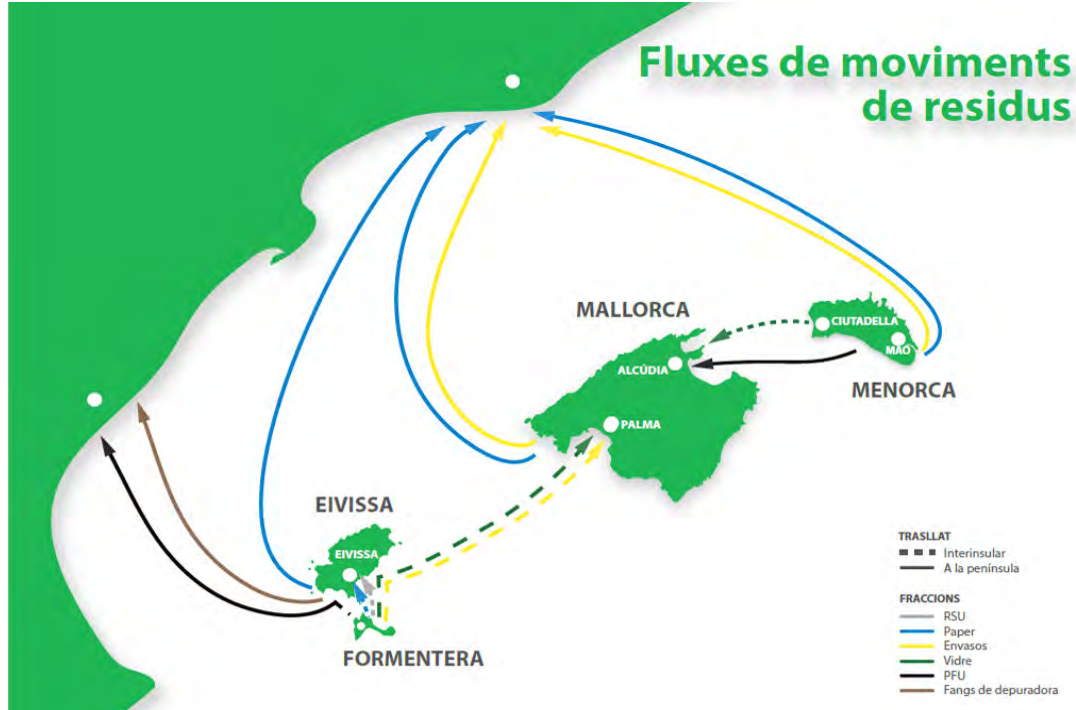 Fluxes de moviments
de residus
MALLORCA
CIUTADELLA
MAÓ
ALCÚDIA
MENORCA
PALMA
EIVISSA
EIVISSA
FORMENTERA
TRASLLAT
Interinsular
A la península
FRACCIONS
RSU
Paper
Envasos
Vidre
PFU
Fangs de depuradora